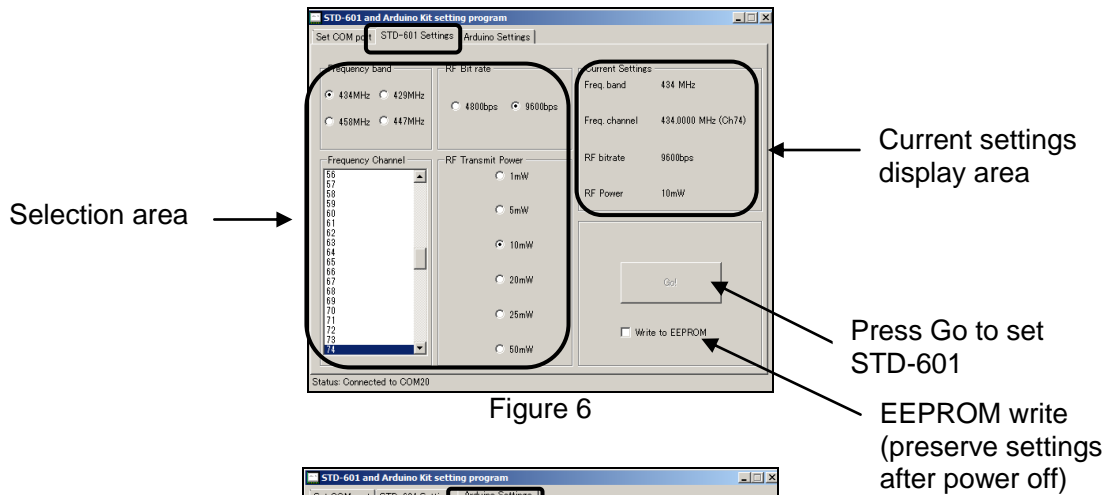 STD-601 and Arduino Kit setting program
Set COM port STD-601 Settings Arduino Settings
Frequency band
434MHz 429MHz
458MHz 447MHz
RF Bit rate
4800bps 9600bps
Current Settings
Freq. band 434 MHz
Freq. channel 434.0000 MHz (Ch74)
RF bitrate 9600bps
RF Power 10mW
Frequency Channel
56
57
58
59
60
61
62
63
64
65
66
67
68
69
70
71
72
73
74
RF Transmit Power
1mW
5mW
10mW
20mW
25mW
50mW
Go!
Write to EEPROM
Status: Connected to COM20
Selection area
Current settings
display area
Press Go to set
STD-601
EEPROM write
(preserve settings
after power off)
Figure 6
STD-601 and Arduino Kit setting program
Arduino Settings